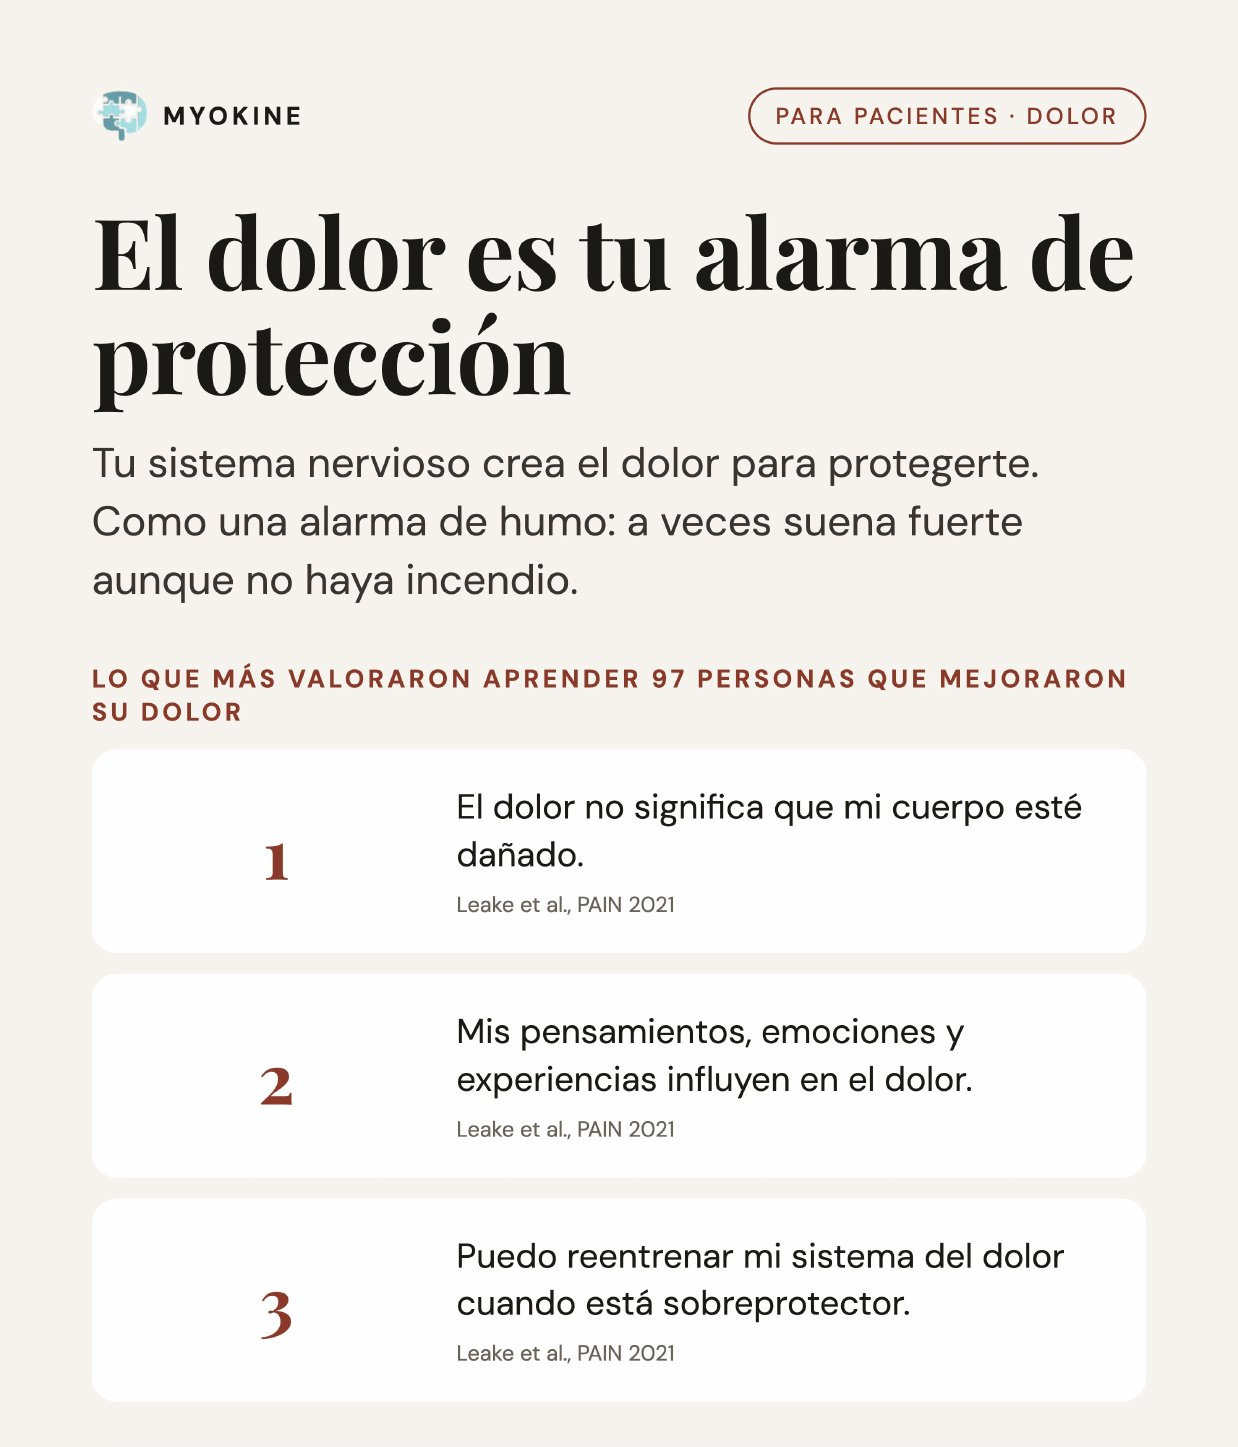 MYOKINE
PARA PACIENTES · DOLOR
El dolor es tu alarma de
protección
Tu sistema nervioso crea el dolor para protegerte.
Como una alarma de humo: a veces suena fuerte
aunque no haya incendio.
LO QUE MÁS VALORARON APRENDER 97 PERSONAS QUE MEJORARON
SU DOLOR
1
El dolor no significa que mi cuerpo esté
dañado.
Leake et al., PAIN 2021
2
Mis pensamientos, emociones y
experiencias influyen en el dolor.
Leake et al., PAIN 2021
3
Puedo reentrenar mi sistema del dolor
cuando está sobreprotector.
Leake et al., PAIN 2021